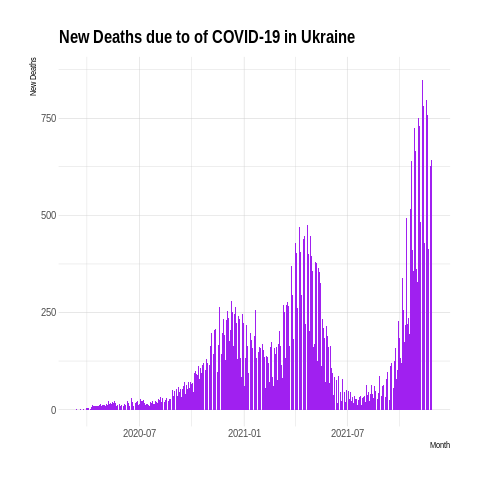 New Deaths due to of COVID-19 in Ukraine
New Deaths
750
500
250
0
2020-07 2021-01 2021-07
Month